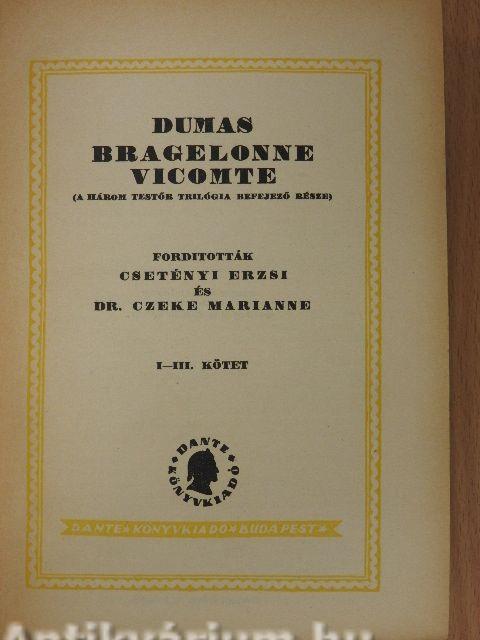 DUMAS
BRAGELONNE
VICOMTE
(A HÁROM TESTŐR TRILÓGIA BEFEJEZŐ RÉSZE)
FORDITOTTÁK
CSETÉNYI ERZSI
ÉS
DR. CZEKE MARIANNE
I—III. KÖTET
DANTE
KÖNYVKIADÓ
DANTE KÖNYVKIADÓ BUDAPEST
Antikvárium.hu